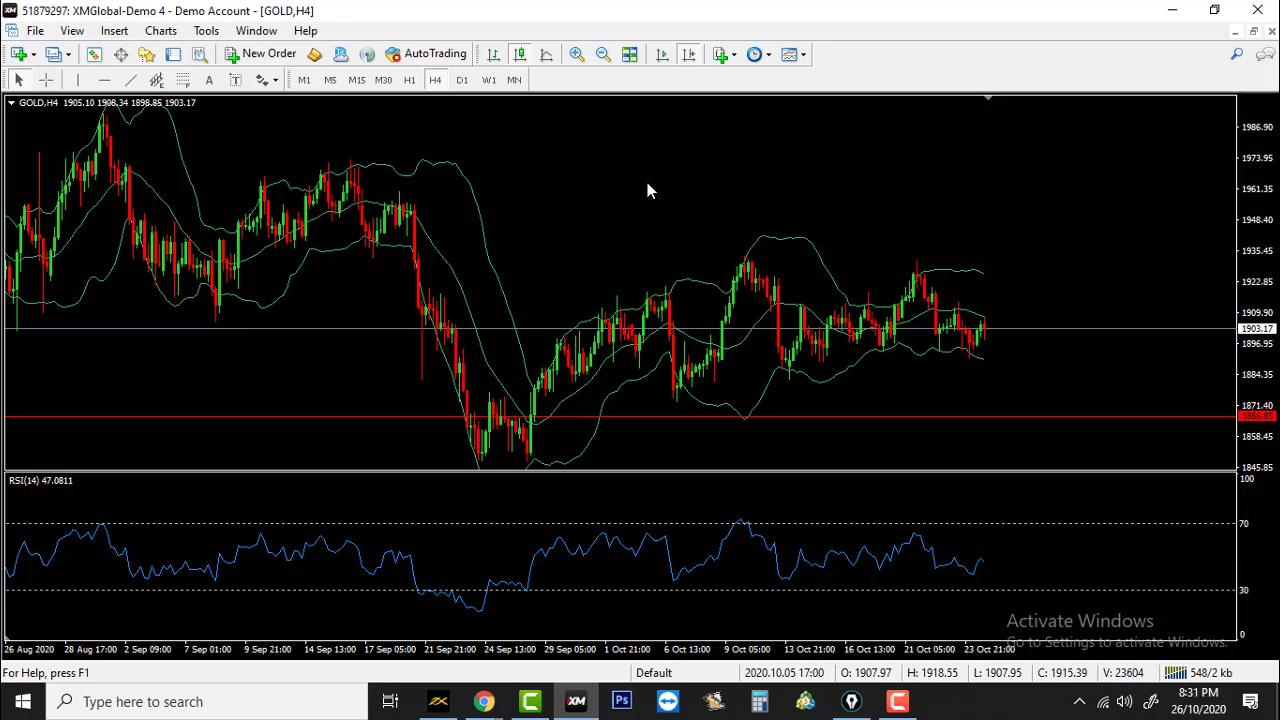 51879297: XMGlobal-Demo 4 - Demo Account - [GOLD,H4]
File View Insert Charts Tools Window Help
New Order AutoTrading
A T M1 M5 M15 M30 H1 H4 D1 W1 MN
GOLD,H4 1905.10 1908.34 1898.85 1903.17
1986.90
1973.95
1961.35
1948.40
1935.45
1922.85
1909.90
1903.17
1896.95
1884.35
1871.40
1866.85
1858.45
1845.85
RSI(14) 47.0811
100
70
30
0
Activate Windows
Go to Settings to activate Windows.
26 Aug 2020 28 Aug 17:00 2 Sep 09:00 7 Sep 01:00 9 Sep 21:00 14 Sep 13:00 17 Sep 05:00 21 Sep 21:00 24 Sep 13:00 29 Sep 05:00 1 Oct 21:00 6 Oct 13:00 9 Oct 05:00 13 Oct 21:00 16 Oct 13:00 21 Oct 05:00 23 Oct 21:00
For Help, press F1 Default 2020.10.05 17:00 O: 1907.97 H: 1918.55 L: 1907.95 C: 1915.39 V: 23604 548/2 kb
Type here to search XM Ps 8:31 PM
26/10/2020